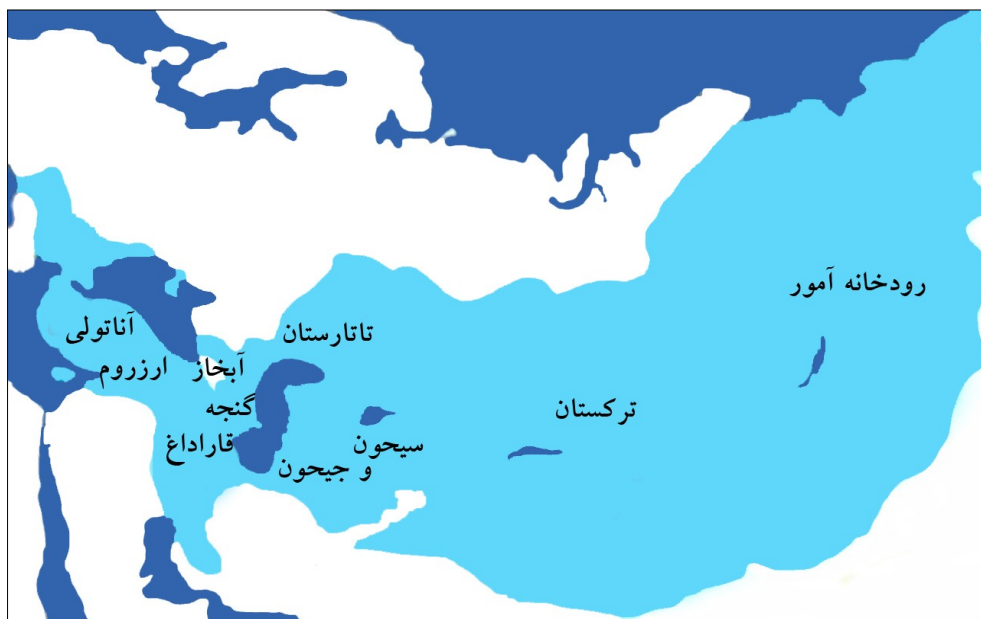 رودخانه آمور
تاتارستان
آناتولی
آبخاز
ارزروم
گنجه
ترکستان
قاراداغ
سیحون
و جیحون